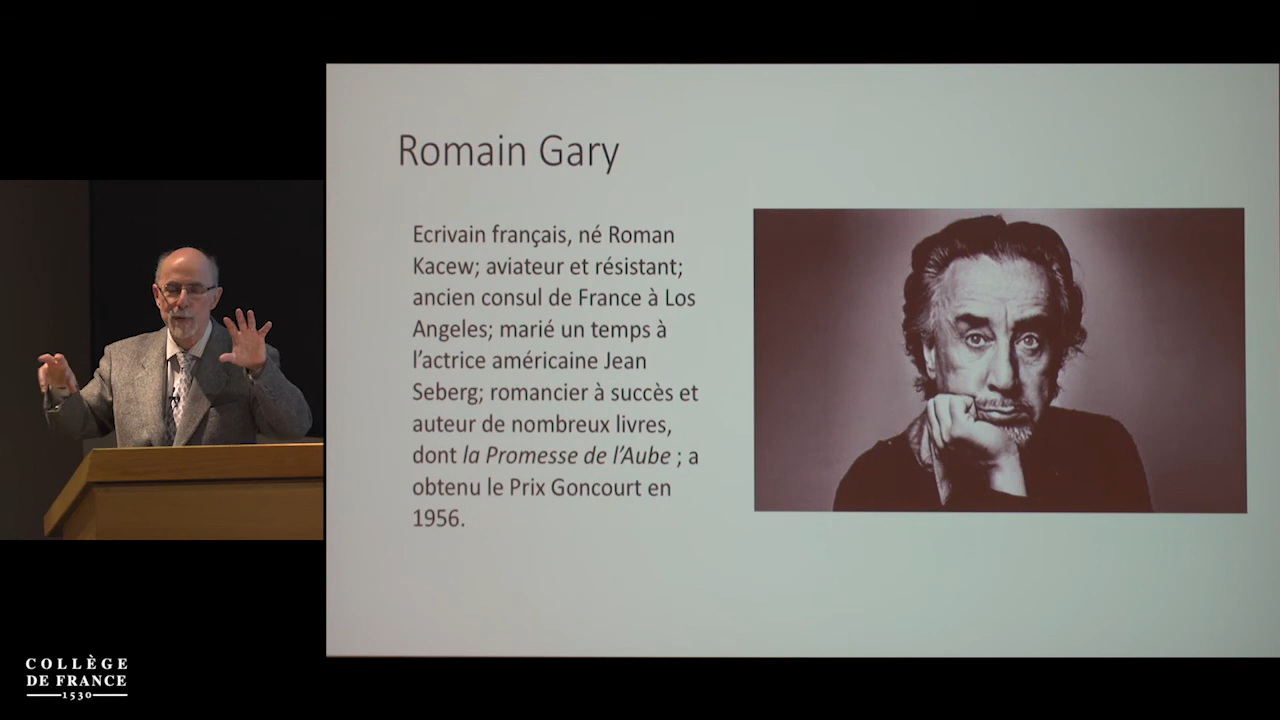 Romain Gary
Ecrivain français, né Roman
Kacew; aviateur et résistant;
ancien consul de France à Los
Angeles; marié un temps à
l’actrice américaine Jean
Seberg; romancier à succès et
auteur de nombreux livres,
dont la Promesse de l’Aube ; a
obtenu le Prix Goncourt en
1956.
COLLÈGE
DE FRANCE
1530